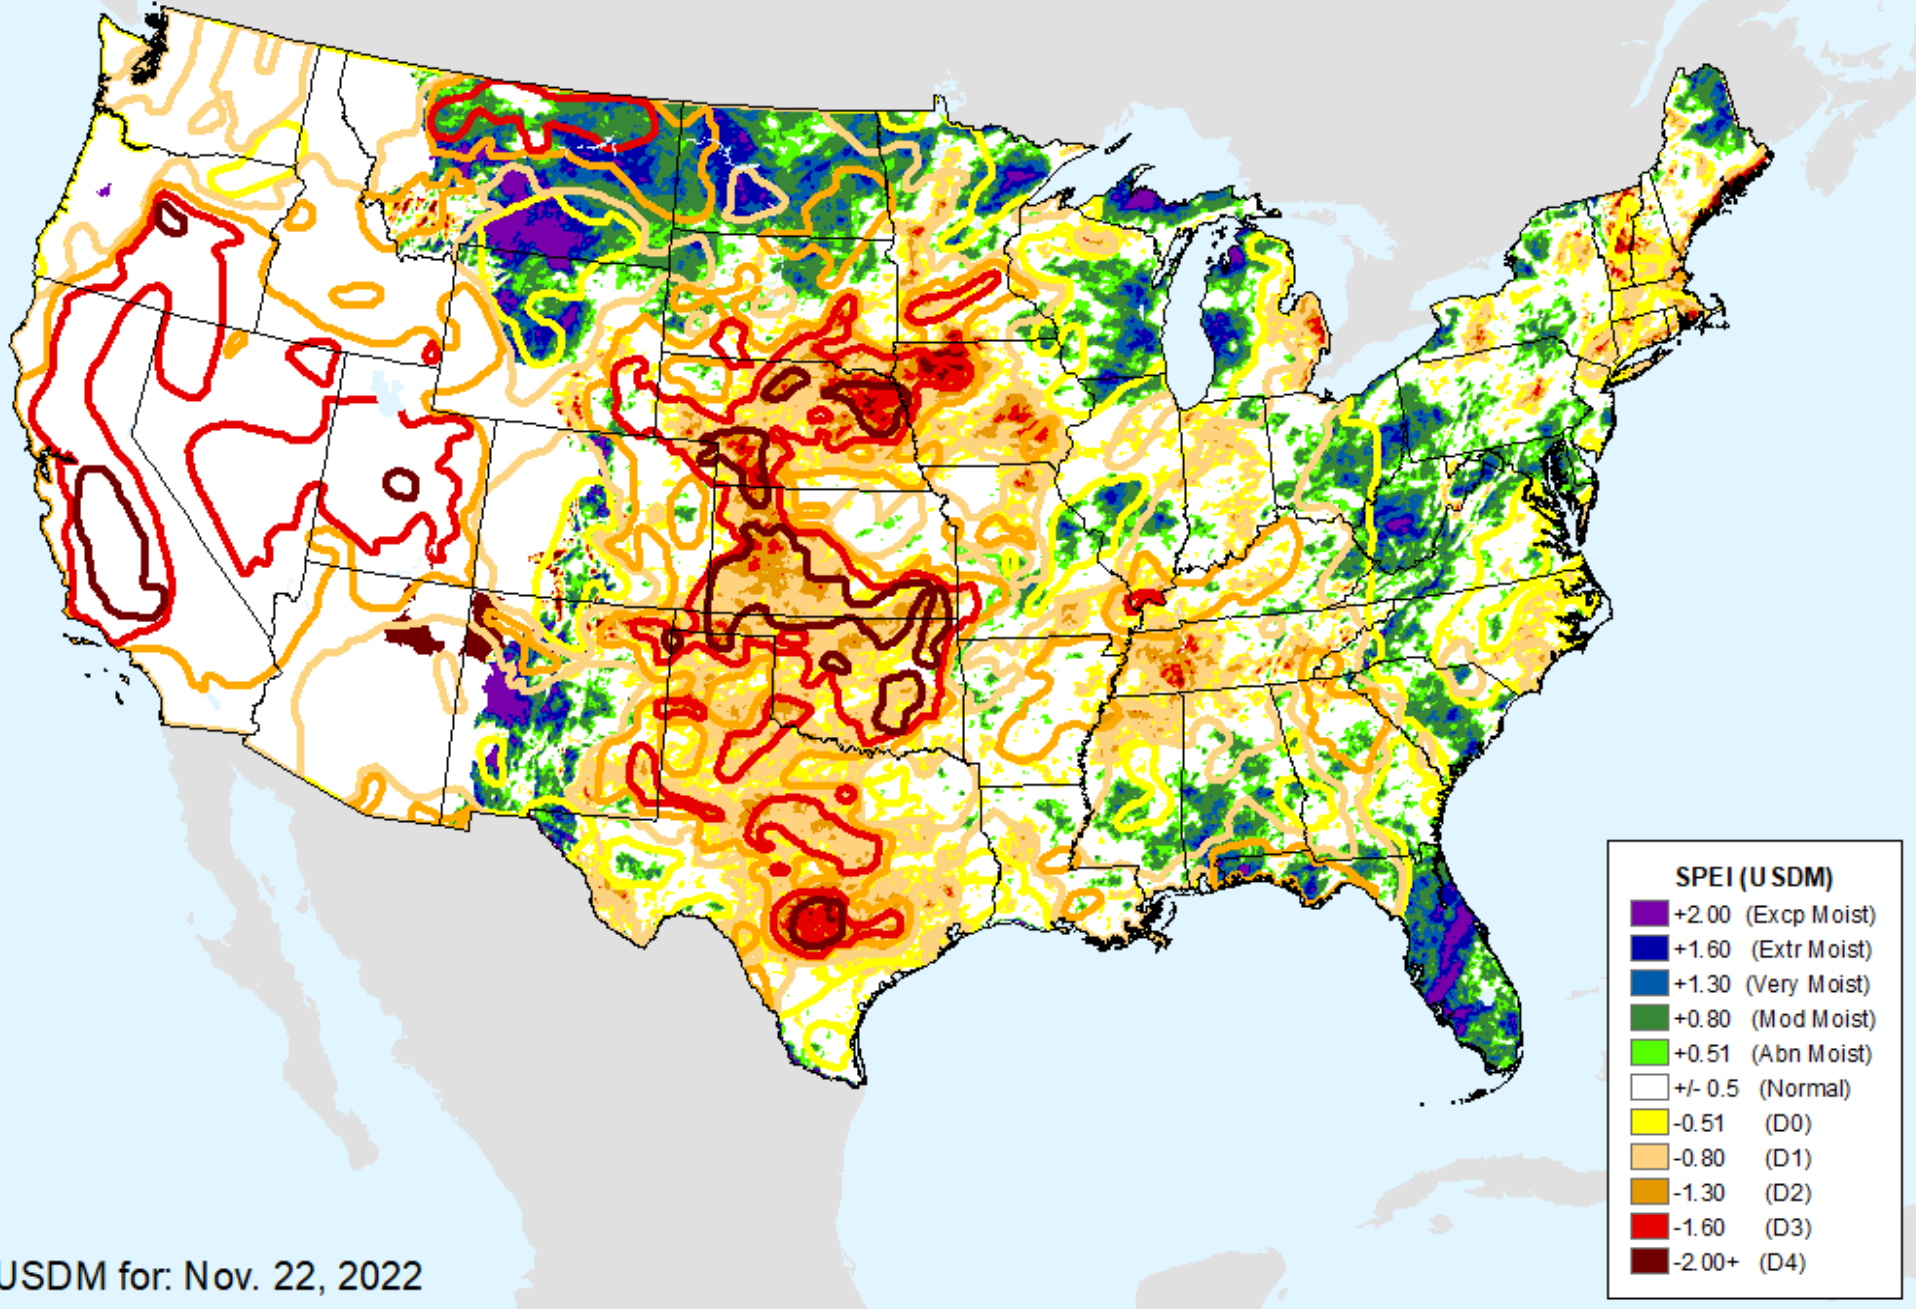 SPEI (USDM)
+2.00 (Excp Moist)
+1.60 (Extr Moist)
+1.30 (Very Moist)
+0.80 (Mod Moist)
+0.51 (Abn Moist)
+/- 0.5 (Normal)
-0.51 (D0)
-0.80 (D1)
-1.30 (D2)
-1.60 (D3)
-2.00+ (D4)
USDM for: Nov. 22, 2022